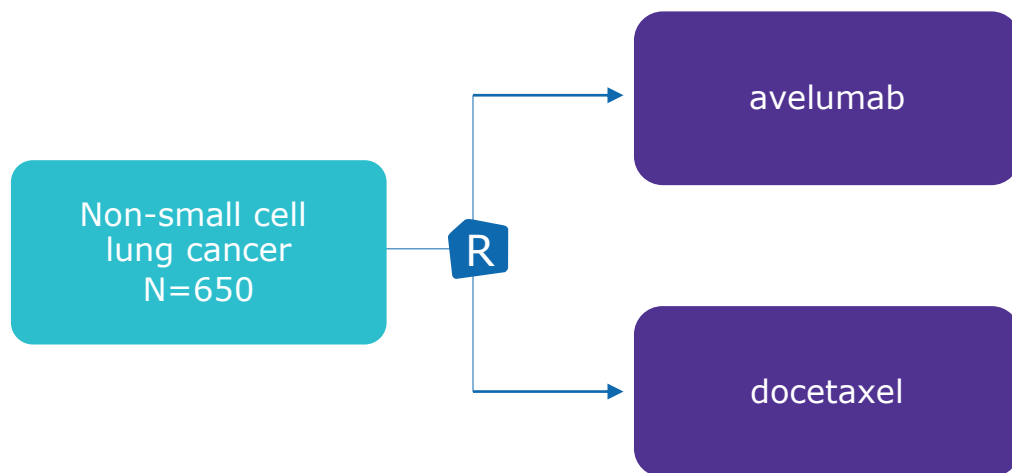 Non-small cell
lung cancer
N=650
R
avelumab
docetaxel